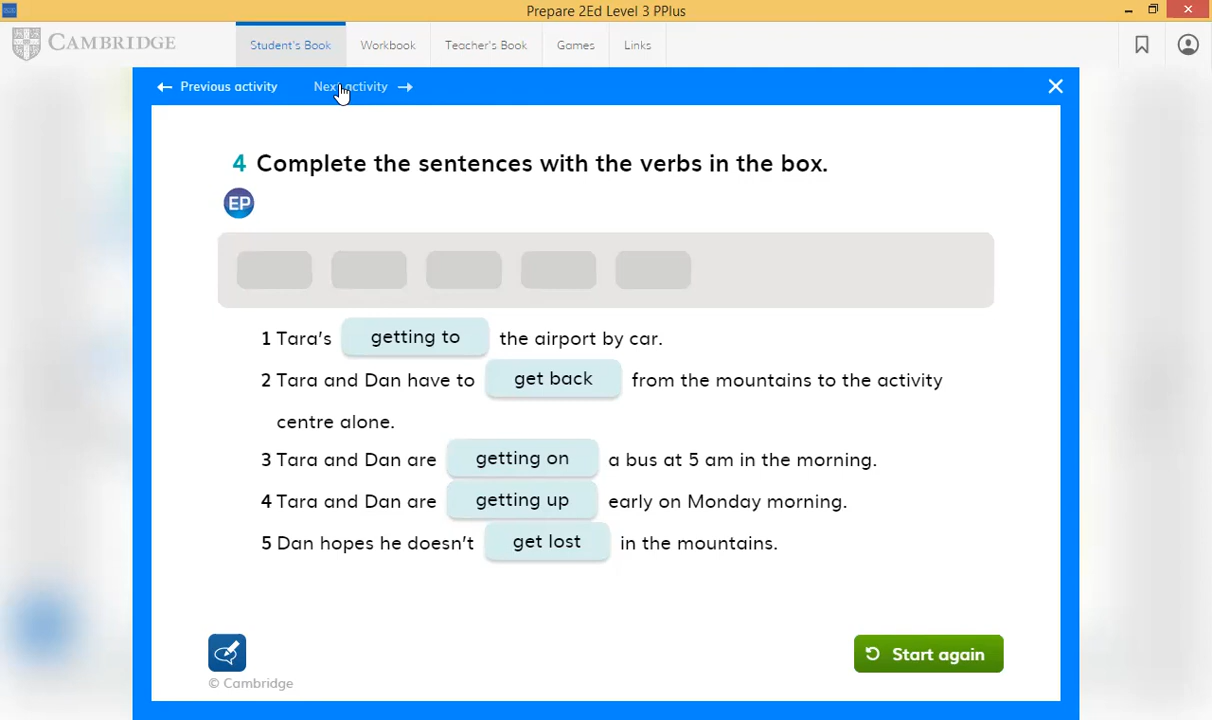 Prepare 2Ed Level 3 PPlus
CAMBRIDGE
Student's Book Workbook Teacher's Book Games Links
Previous activity Next activity
4 Complete the sentences with the verbs in the box.
EP
1 Tara's getting to the airport by car.
2 Tara and Dan have to get back from the mountains to the activity
centre alone.
3 Tara and Dan are getting on a bus at 5 am in the morning.
4 Tara and Dan are getting up early on Monday morning.
5 Dan hopes he doesn't get lost in the mountains.
Start again
© Cambridge